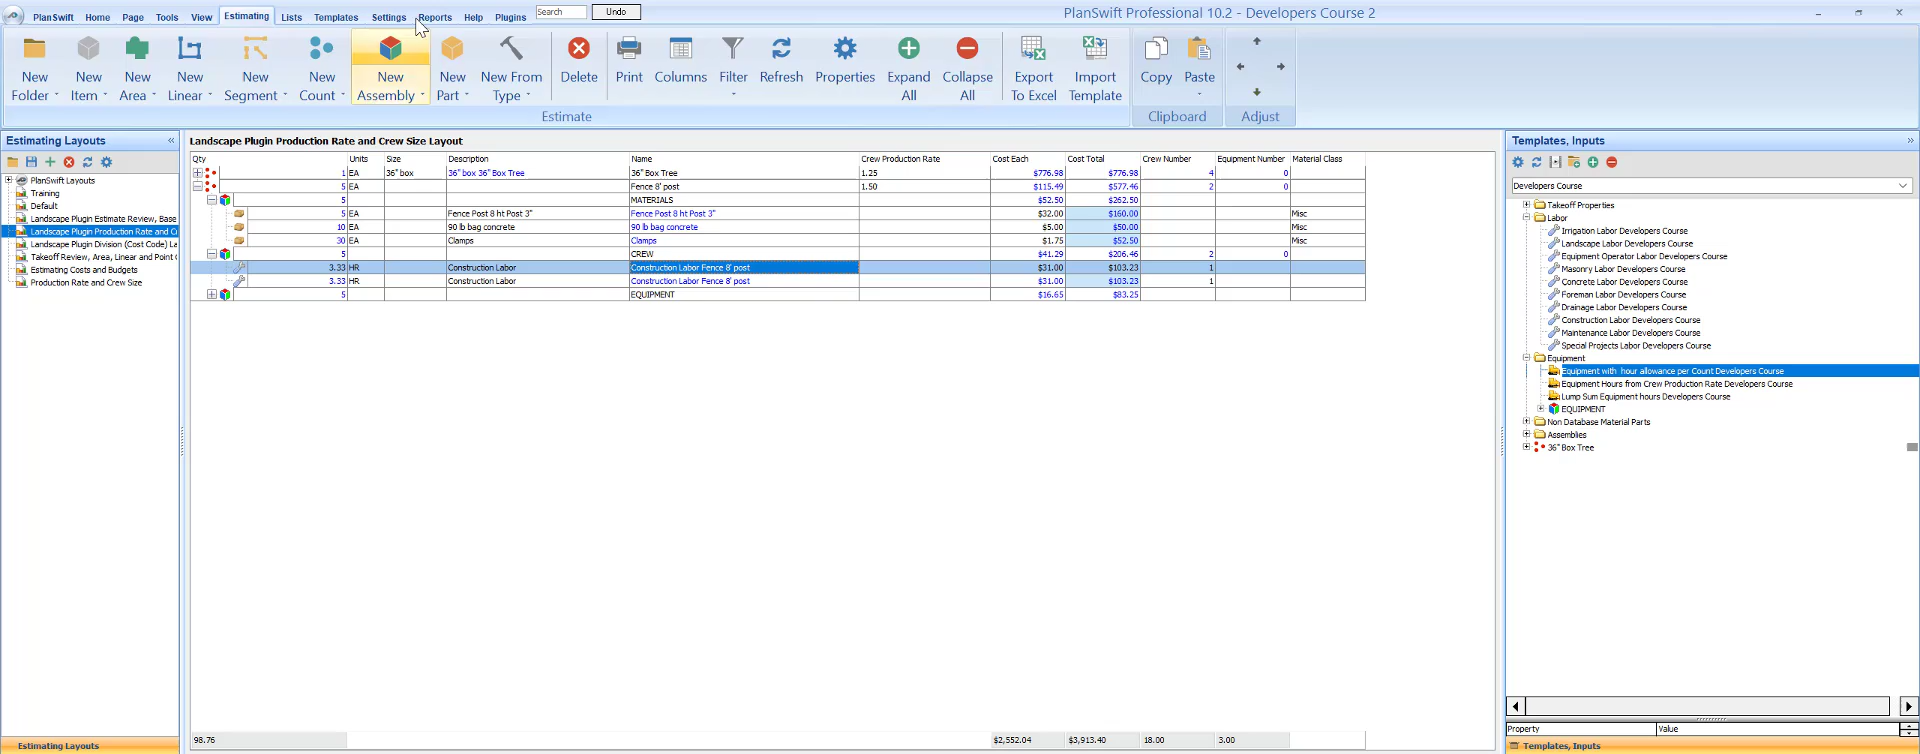 PlanSwift Home Page Tools View Estimating Lists Templates Settings Reports Help Plugins Search Undo PlanSwift Professional 10.2 - Developers Course 2
New Folder New Item New Area New Linear New Segment New Count New Assembly New Part New From Type Delete Print Columns Filter Refresh Properties Expand All Collapse All Export To Excel Import Template Copy Paste
Estimate Clipboard Adjust
Estimating Layouts
PlanSwift Layouts
Training
Default
Landscape Plugin Estimate Review, Base
Landscape Plugin Production Rate and Cr
Landscape Plugin Division (Cost Code) La
Takeoff Review, Area, Linear and Point C
Estimating Costs and Budgets
Production Rate and Crew Size
Estimating Layouts
Landscape Plugin Production Rate and Crew Size Layout
Qty Units Size Description Name Crew Production Rate Cost Each Cost Total Crew Number Equipment Number Material Class
1 EA 36" box 36" box 36" Box Tree 36" Box Tree 1.25 $776.98 $776.98 4 0
5 EA Fence 8' post 1.50 $115.49 $577.46 2 0
5 MATERIALS $52.50 $262.50
5 EA Fence Post 8 ht Post 3" Fence Post 8 ht Post 3" $32.00 $160.00 Misc
10 EA 90 lb bag concrete 90 lb bag concrete $5.00 $50.00 Misc
30 EA Clamps Clamps $1.75 $52.50 Misc
5 CREW $41.29 $206.46 2 0
3.33 HR Construction Labor Construction Labor Fence 8' post $31.00 $103.23 1
3.33 HR Construction Labor Construction Labor Fence 8' post $31.00 $103.23 1
5 EQUIPMENT $16.65 $83.25
98.76 $2,552.04 $3,913.40 18.00 3.00
Templates, Inputs
Developers Course
Takeoff Properties
Labor
Irrigation Labor Developers Course
Landscape Labor Developers Course
Equipment Operator Labor Developers Course
Masonry Labor Developers Course
Concrete Labor Developers Course
Foreman Labor Developers Course
Drainage Labor Developers Course
Construction Labor Developers Course
Maintenance Labor Developers Course
Special Projects Labor Developers Course
Equipment
Equipment with hour allowance per Count Developers Course
Equipment Hours from Crew Production Rate Developers Course
Lump Sum Equipment hours Developers Course
EQUIPMENT
Non Database Material Parts
Assemblies
36" Box Tree
Property Value
Templates, Inputs